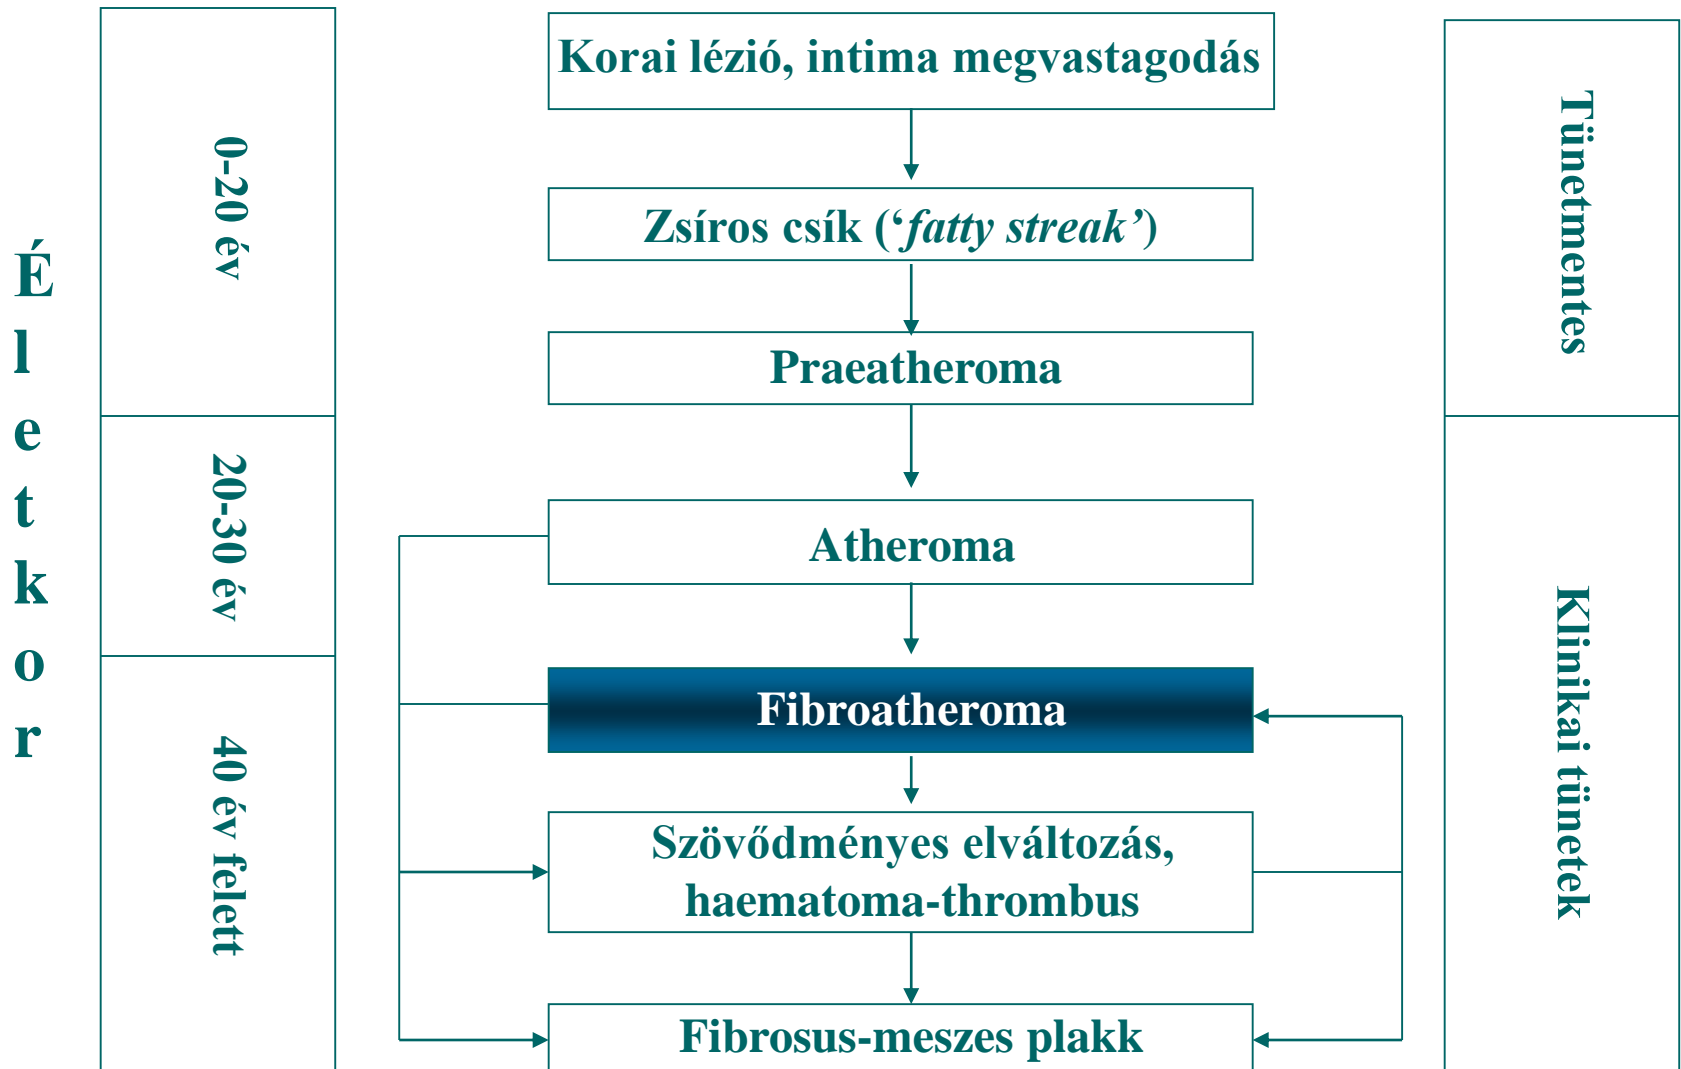 Életkor
0-20 év
20-30 év
40 év felett
Korai lézió, intima megvastagodás
Zsíros csík (‘fatty streak’)
Praeatheroma
Atheroma
Fibroatheroma
Szövődményes elváltozás,
haematoma-thrombus
Fibrosus-meszes plakk
Tünetmentes
Klinikai tünetek